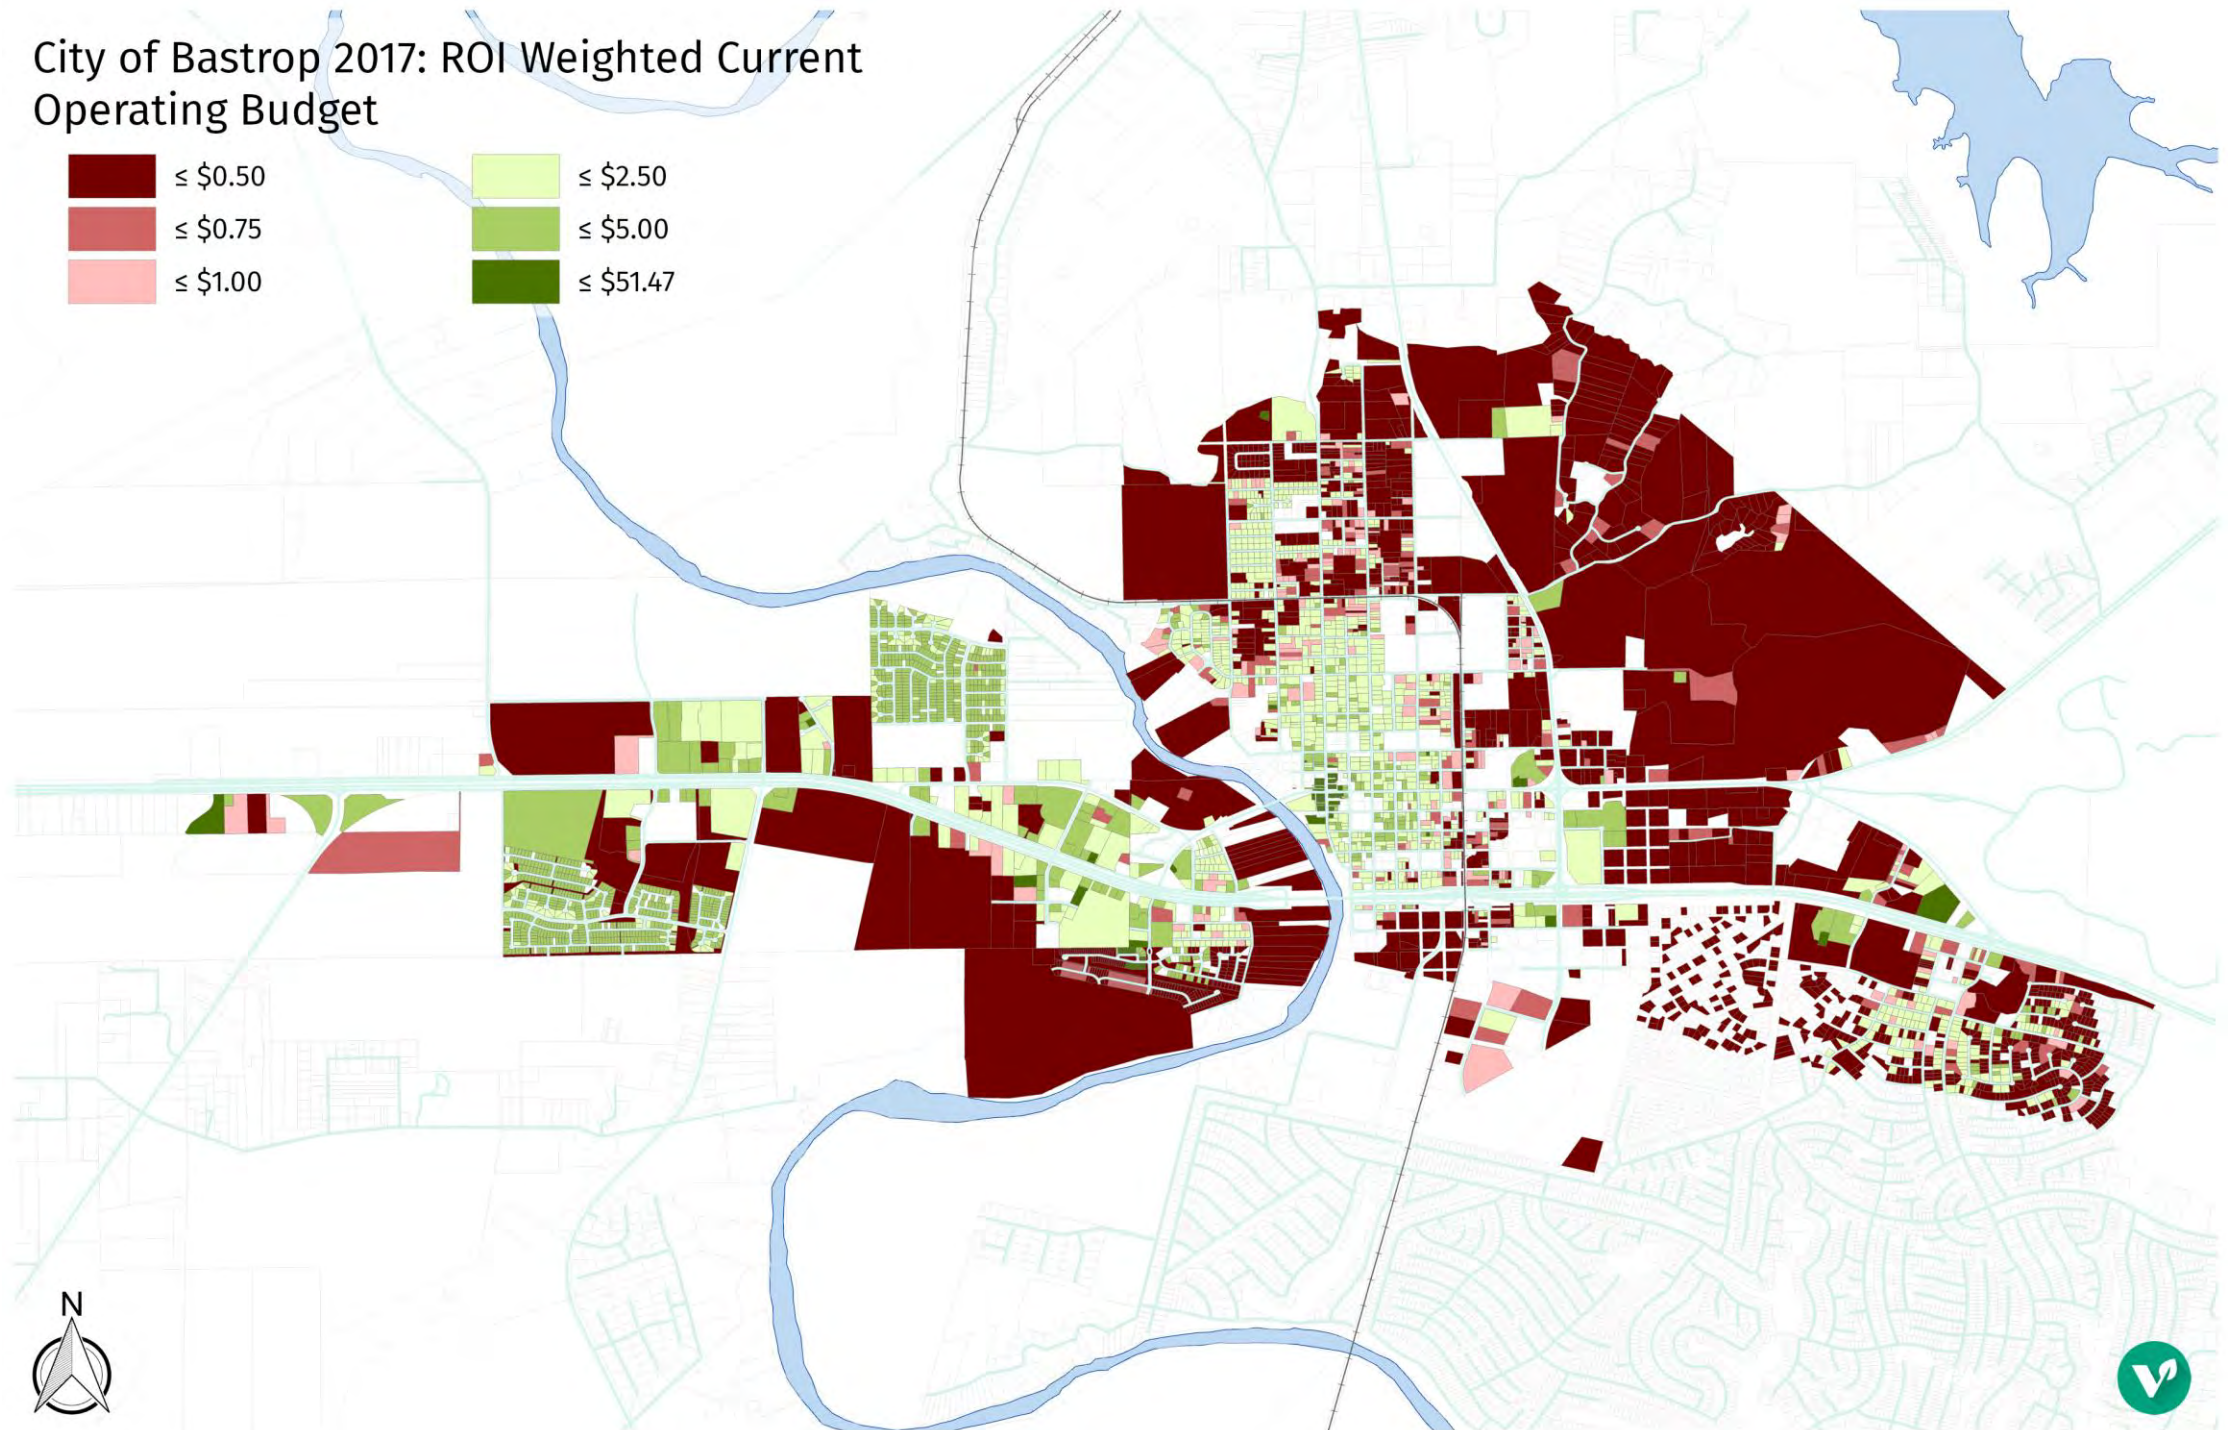 City of Bastrop 2017: ROI Weighted Current
Operating Budget
≤ $0.50
≤ $0.75
≤ $1.00
≤ $2.50
≤ $5.00
≤ $51.47
N